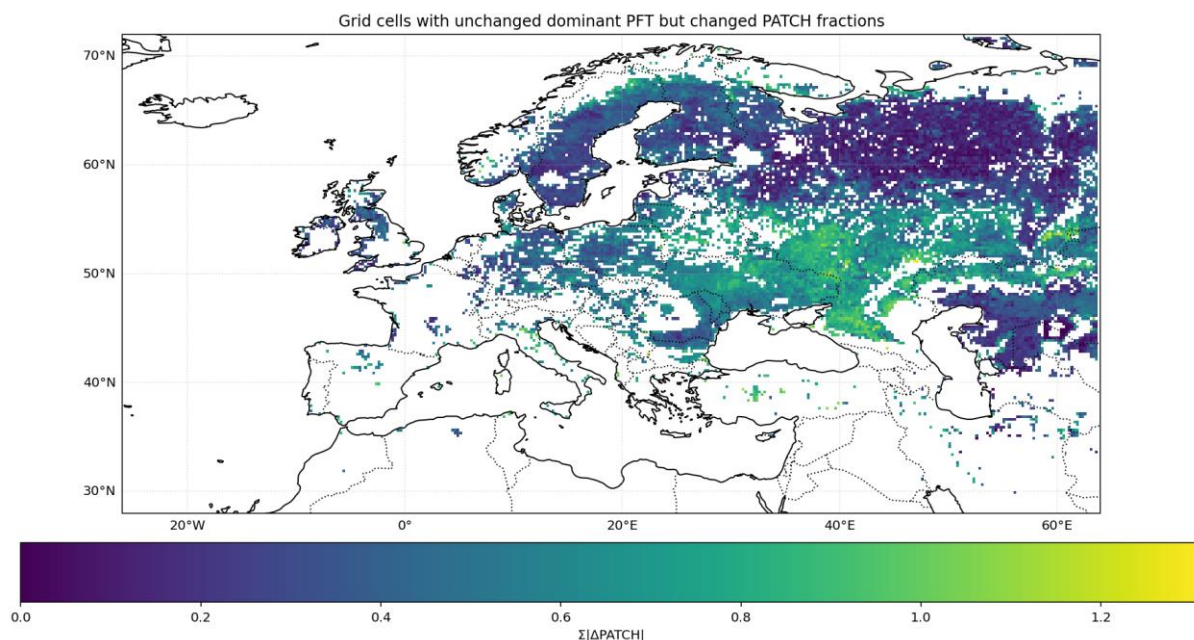 Grid cells with unchanged dominant PFT but changed PATCH fractions
70°N
60°N
50°N
40°N
30°N
20°W 0° 20°E 40°E 60°E
0.0 0.2 0.4 0.6 0.8 1.0 1.2
Σ|ΔPATCH|